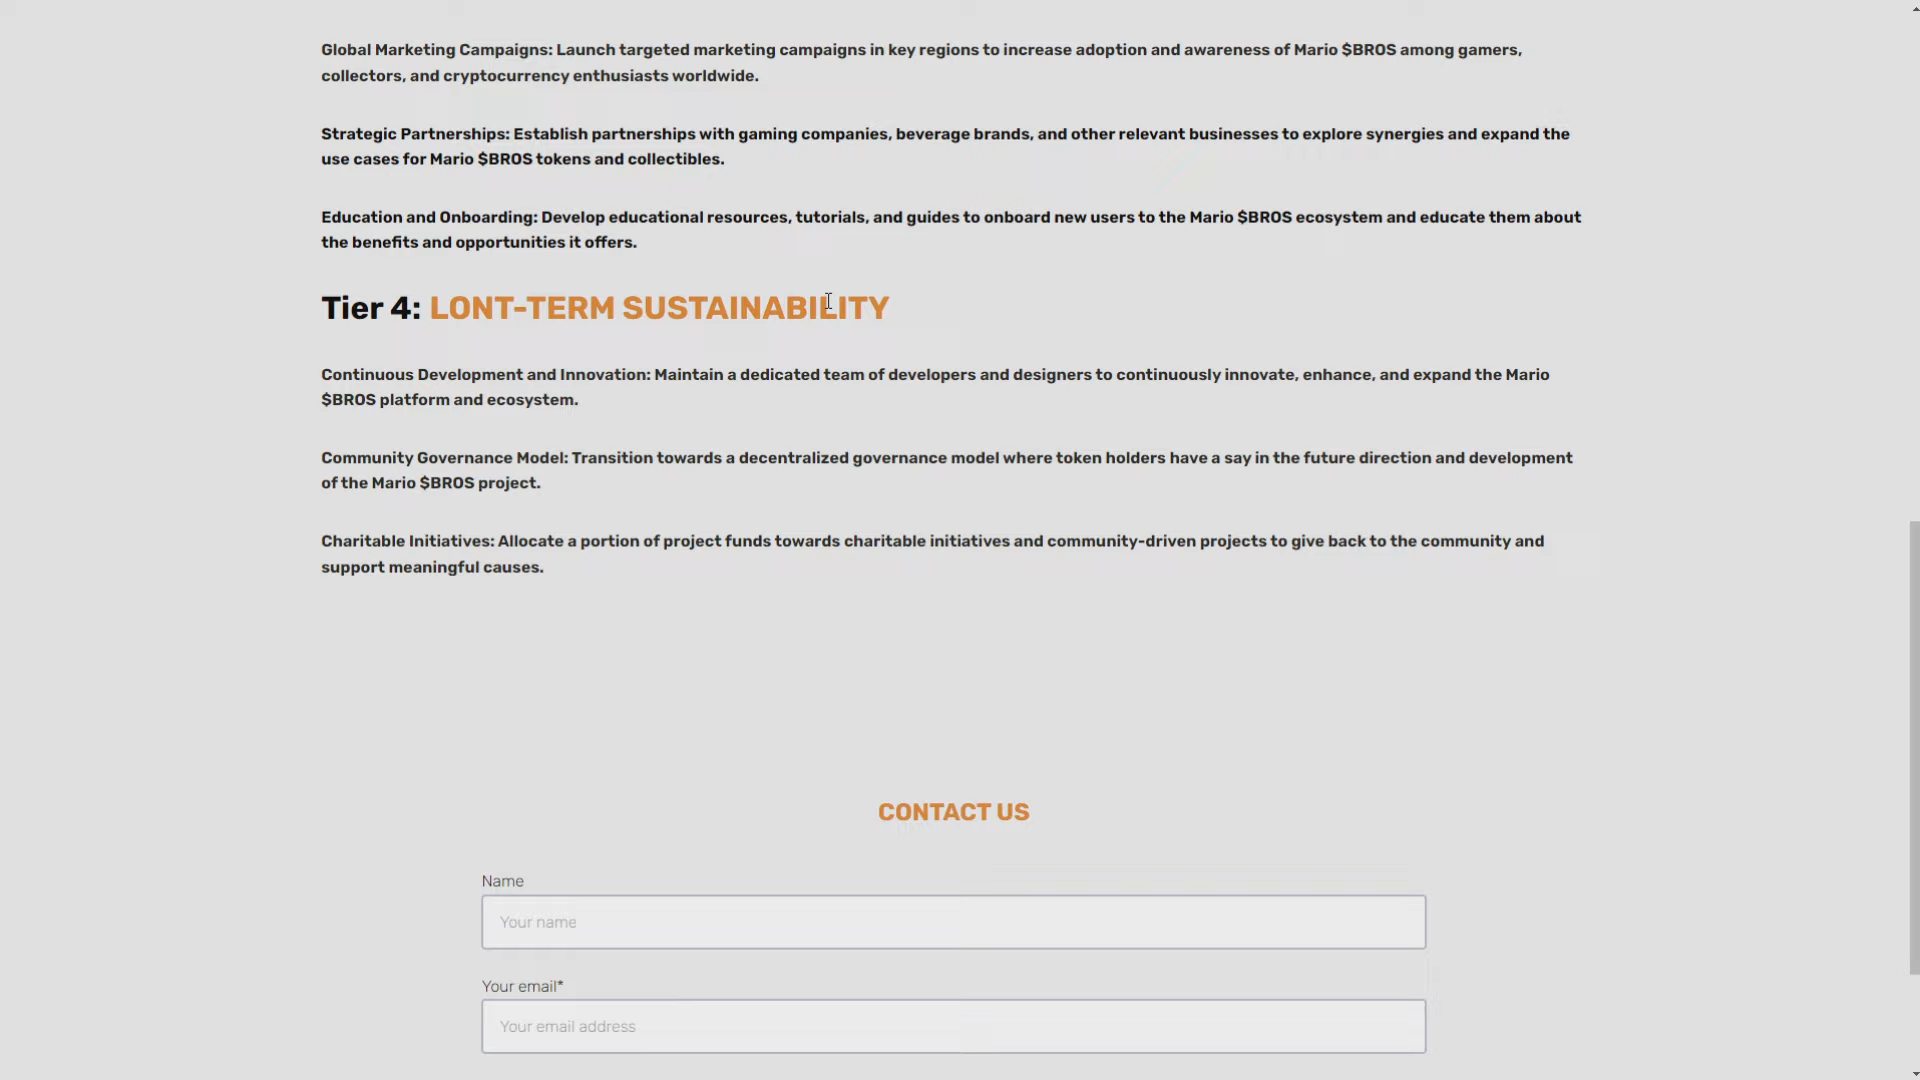 Global Marketing Campaigns: Launch targeted marketing campaigns in key regions to increase adoption and awareness of Mario $BROS among gamers,
collectors, and cryptocurrency enthusiasts worldwide.
Strategic Partnerships: Establish partnerships with gaming companies, beverage brands, and other relevant businesses to explore synergies and expand the
use cases for Mario $BROS tokens and collectibles.
Education and Onboarding: Develop educational resources, tutorials, and guides to onboard new users to the Mario $BROS ecosystem and educate them about
the benefits and opportunities it offers.
Tier 4: LONT-TERM SUSTAINABILITY
Continuous Development and Innovation: Maintain a dedicated team of developers and designers to continuously innovate, enhance, and expand the Mario
$BROS platform and ecosystem.
Community Governance Model: Transition towards a decentralized governance model where token holders have a say in the future direction and development
of the Mario $BROS project.
Charitable Initiatives: Allocate a portion of project funds towards charitable initiatives and community-driven projects to give back to the community and
support meaningful causes.
CONTACT US
Name
Your name
Your email*
Your email address